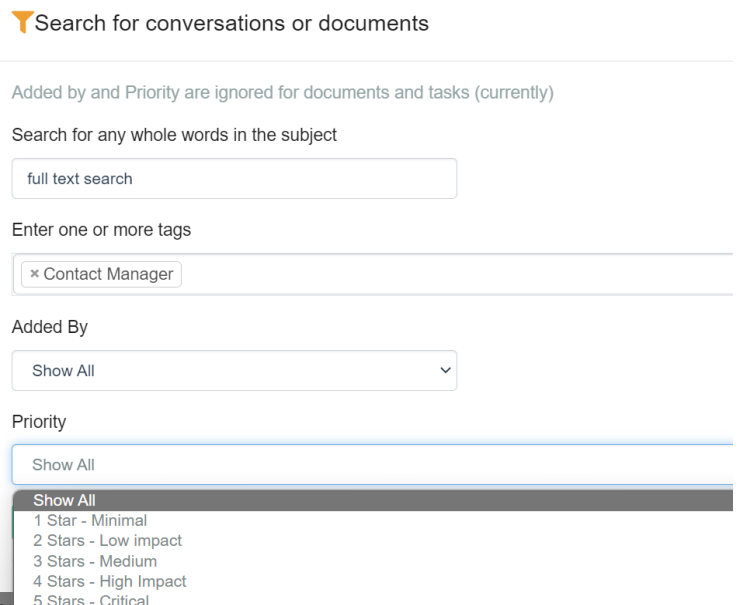 Search for conversations or documents
Added by and Priority are ignored for documents and tasks (currently)
Search for any whole words in the subject
full text search
Enter one or more tags
× Contact Manager
Added By
Show All
Priority
Show All
Show All
1 Star - Minimal
2 Stars - Low impact
3 Stars - Medium
4 Stars - High Impact
5 Stars - Critical